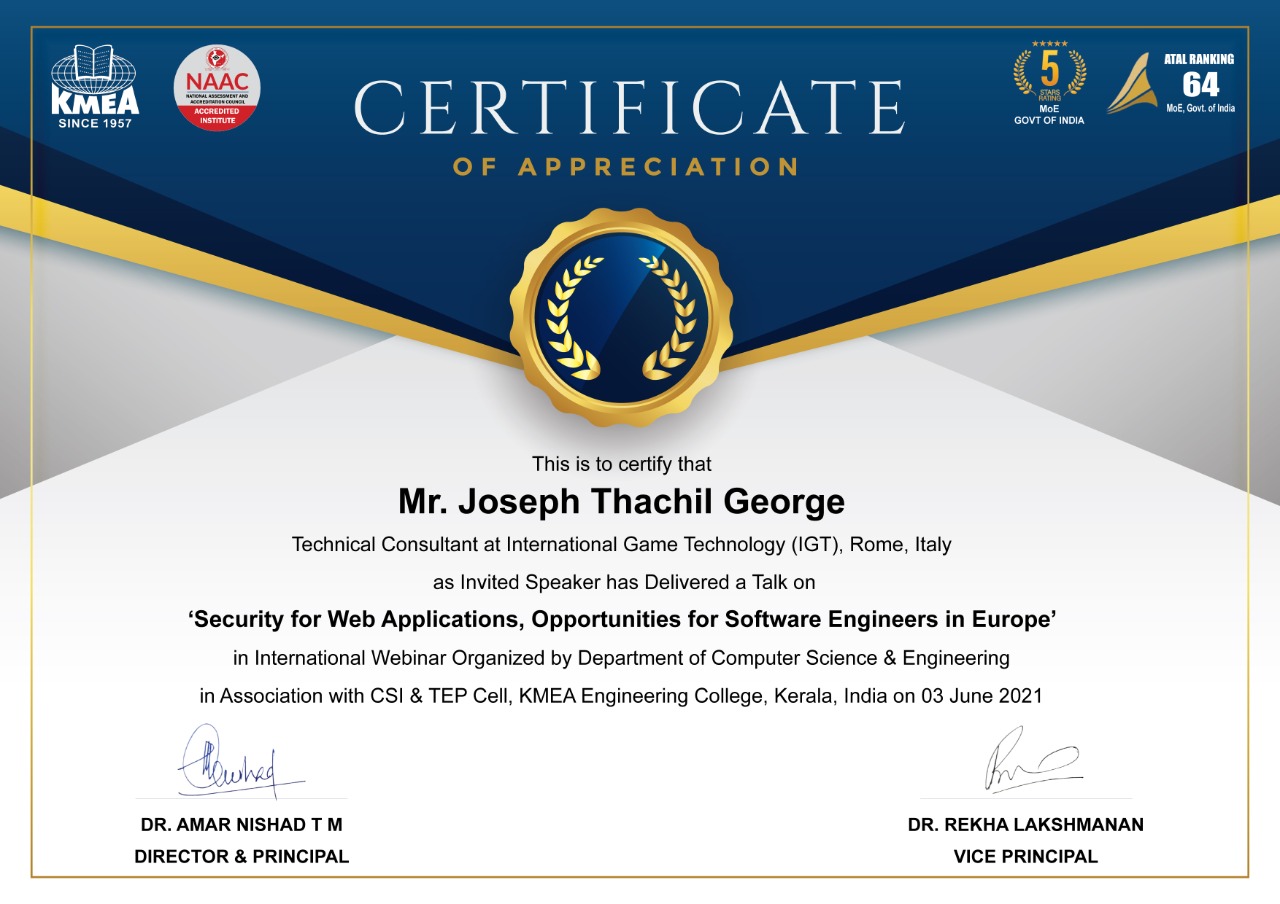 KMEA
SINCE 1957
NAAC
NATIONAL ASSESSMENT AND
ACCREDITATION COUNCIL
ACCREDITED
INSTITUTE
CERTIFICATE
OF APPRECIATION
5
STARS
RATING
MoE
GOVT OF INDIA
ATAL RANKING
64
MoE, Govt. of India
This is to certify that
Mr. Joseph Thachil George
Technical Consultant at International Game Technology (IGT), Rome, Italy
as Invited Speaker has Delivered a Talk on
‘Security for Web Applications, Opportunities for Software Engineers in Europe’
in International Webinar Organized by Department of Computer Science & Engineering
in Association with CSI & TEP Cell, KMEA Engineering College, Kerala, India on 03 June 2021
DR. AMAR NISHAD T M
DIRECTOR & PRINCIPAL
DR. REKHA LAKSHMANAN
VICE PRINCIPAL